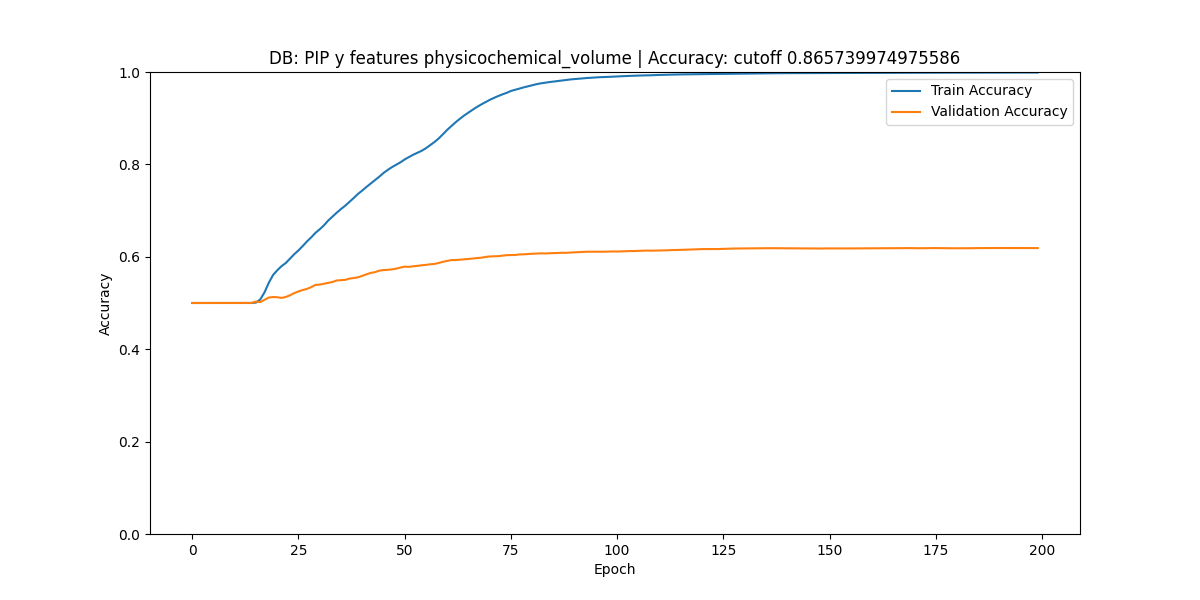 DB: PIP y features physicochemical_volume | Accuracy: cutoff 0.865739974975586
1.0
0.8
0.6
0.4
0.2
0.0
Accuracy
Train Accuracy
Validation Accuracy
0 25 50 75 100 125 150 175 200
Epoch